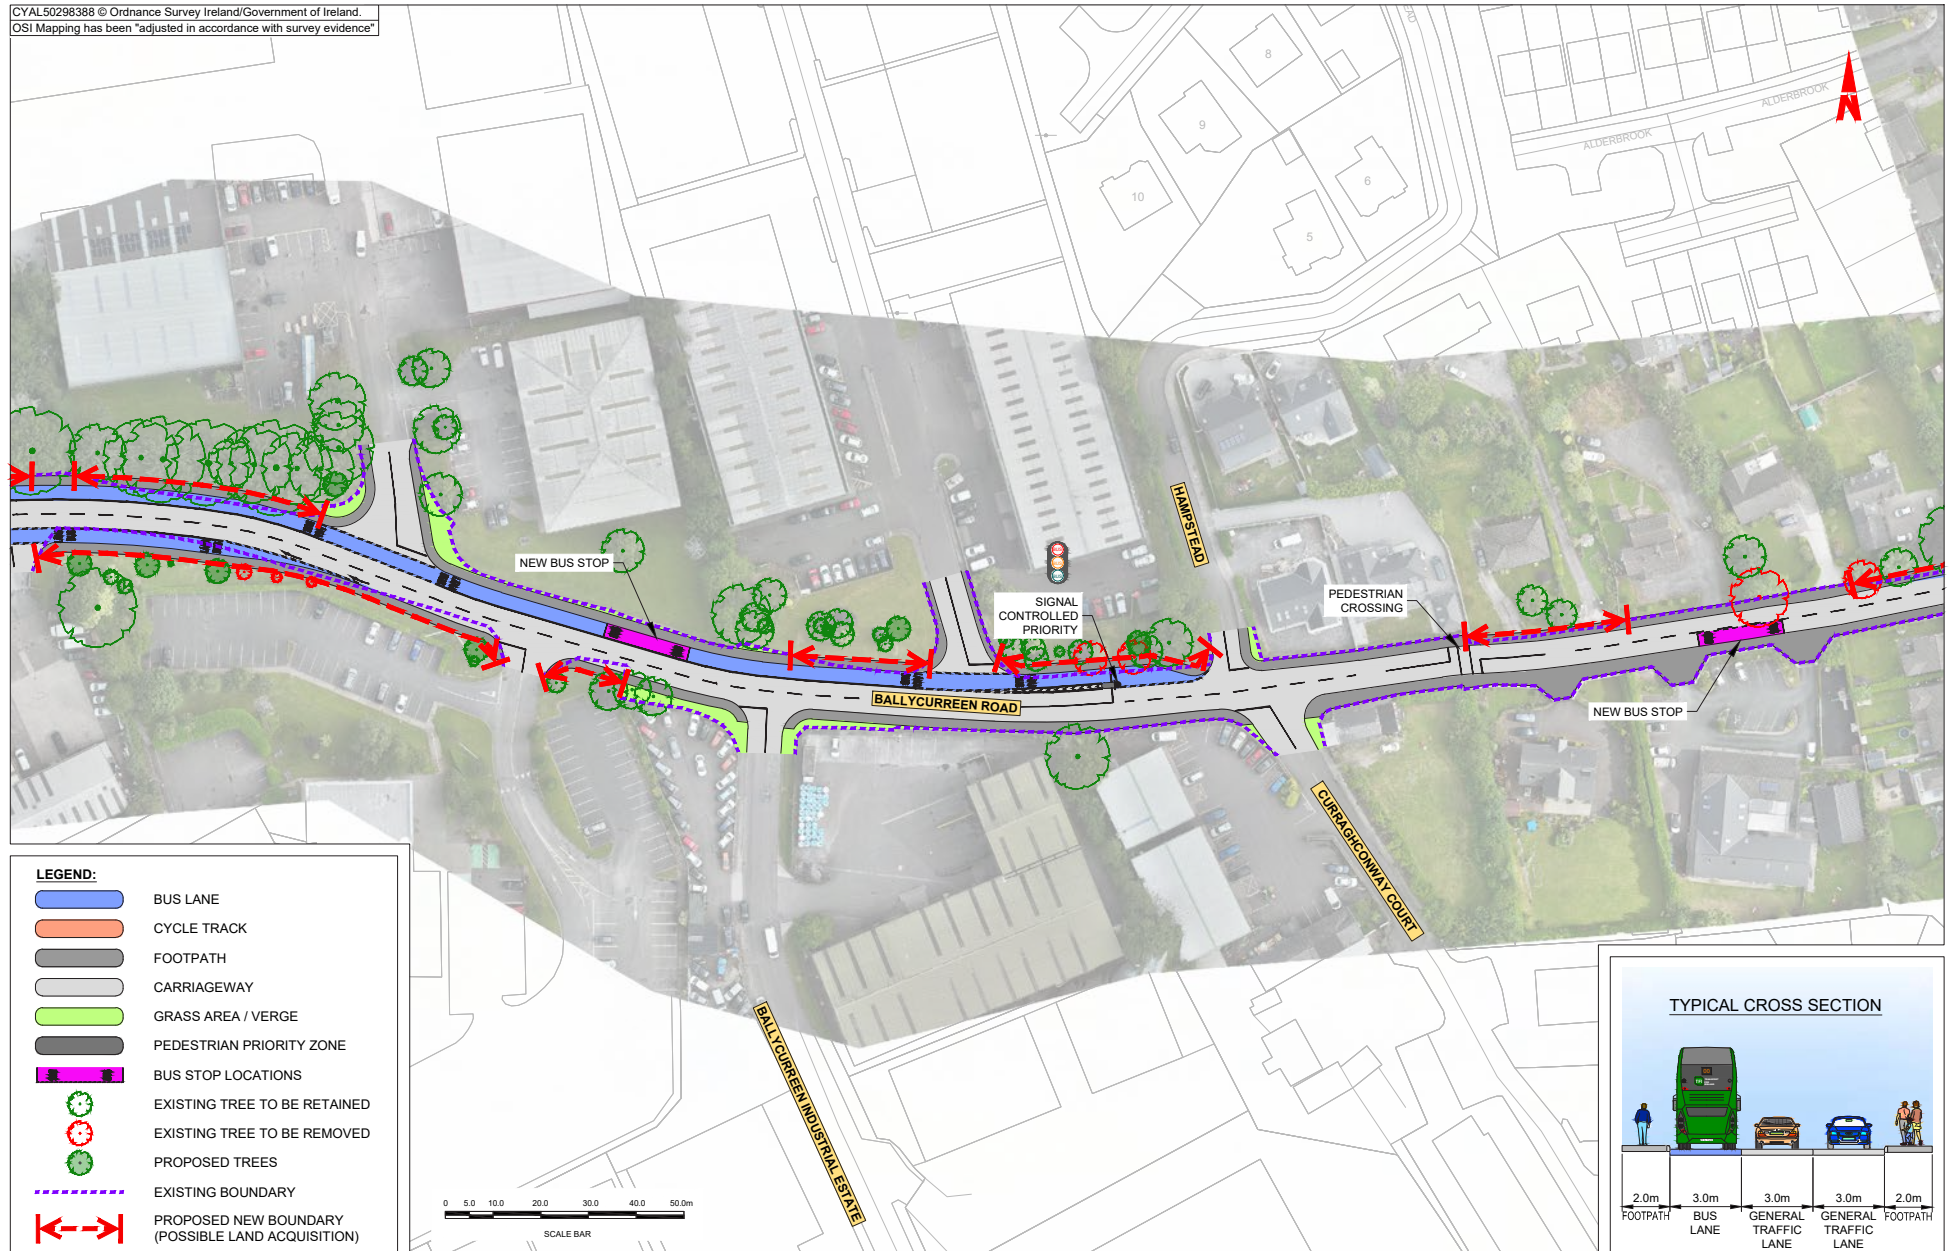 CYAL50298388 © Ordnance Survey Ireland/Government of Ireland.
OSI Mapping has been "adjusted in accordance with survey evidence"
8
9
10
6
5
ALDERBROOK
ALDERBROOK
N
HAMPSTEAD
NEW BUS STOP
SIGNAL
CONTROLLED
PRIORITY
PEDESTRIAN
CROSSING
BALLYCURREEN ROAD
NEW BUS STOP
CURRAGHCONWAY COURT
BALLYCURREEN INDUSTRIAL ESTATE
LEGEND:
BUS LANE
CYCLE TRACK
FOOTPATH
CARRIAGEWAY
GRASS AREA / VERGE
PEDESTRIAN PRIORITY ZONE
BUS STOP LOCATIONS
EXISTING TREE TO BE RETAINED
EXISTING TREE TO BE REMOVED
PROPOSED TREES
EXISTING BOUNDARY
PROPOSED NEW BOUNDARY
(POSSIBLE LAND ACQUISITION)
0 5.0 10.0 20.0 30.0 40.0 50.0m
SCALE BAR
TYPICAL CROSS SECTION
2.0m 3.0m 3.0m 3.0m 2.0m
FOOTPATH BUS LANE GENERAL TRAFFIC LANE GENERAL TRAFFIC LANE FOOTPATH